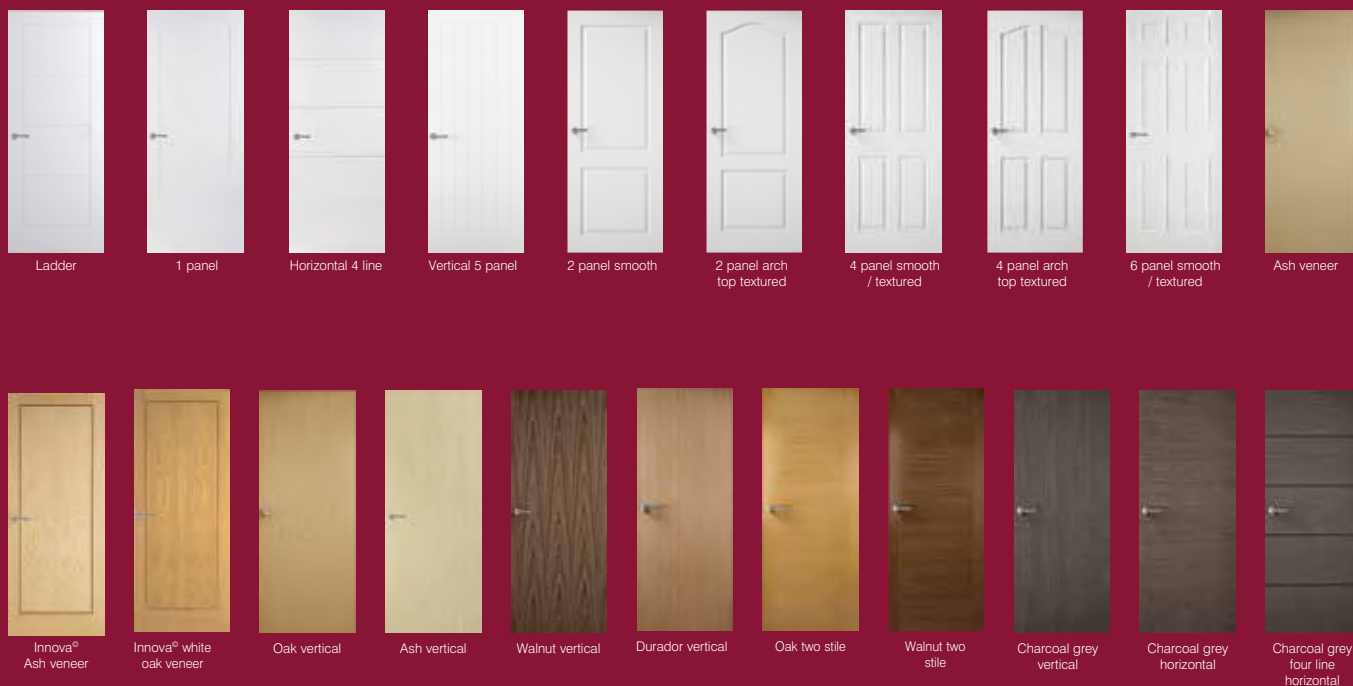 Ladder
1 panel
Horizontal 4 line
Vertical 5 panel
2 panel smooth
2 panel arch
top textured
4 panel smooth
/ textured
4 panel arch
top textured
6 panel smooth
/ textured
Ash veneer
Innova©
Ash veneer
Innova© white
oak veneer
Oak vertical
Ash vertical
Walnut vertical
Durador vertical
Oak two stile
Walnut two
stile
Charcoal grey
vertical
Charcoal grey
horizontal
Charcoal grey
four line
horizontal